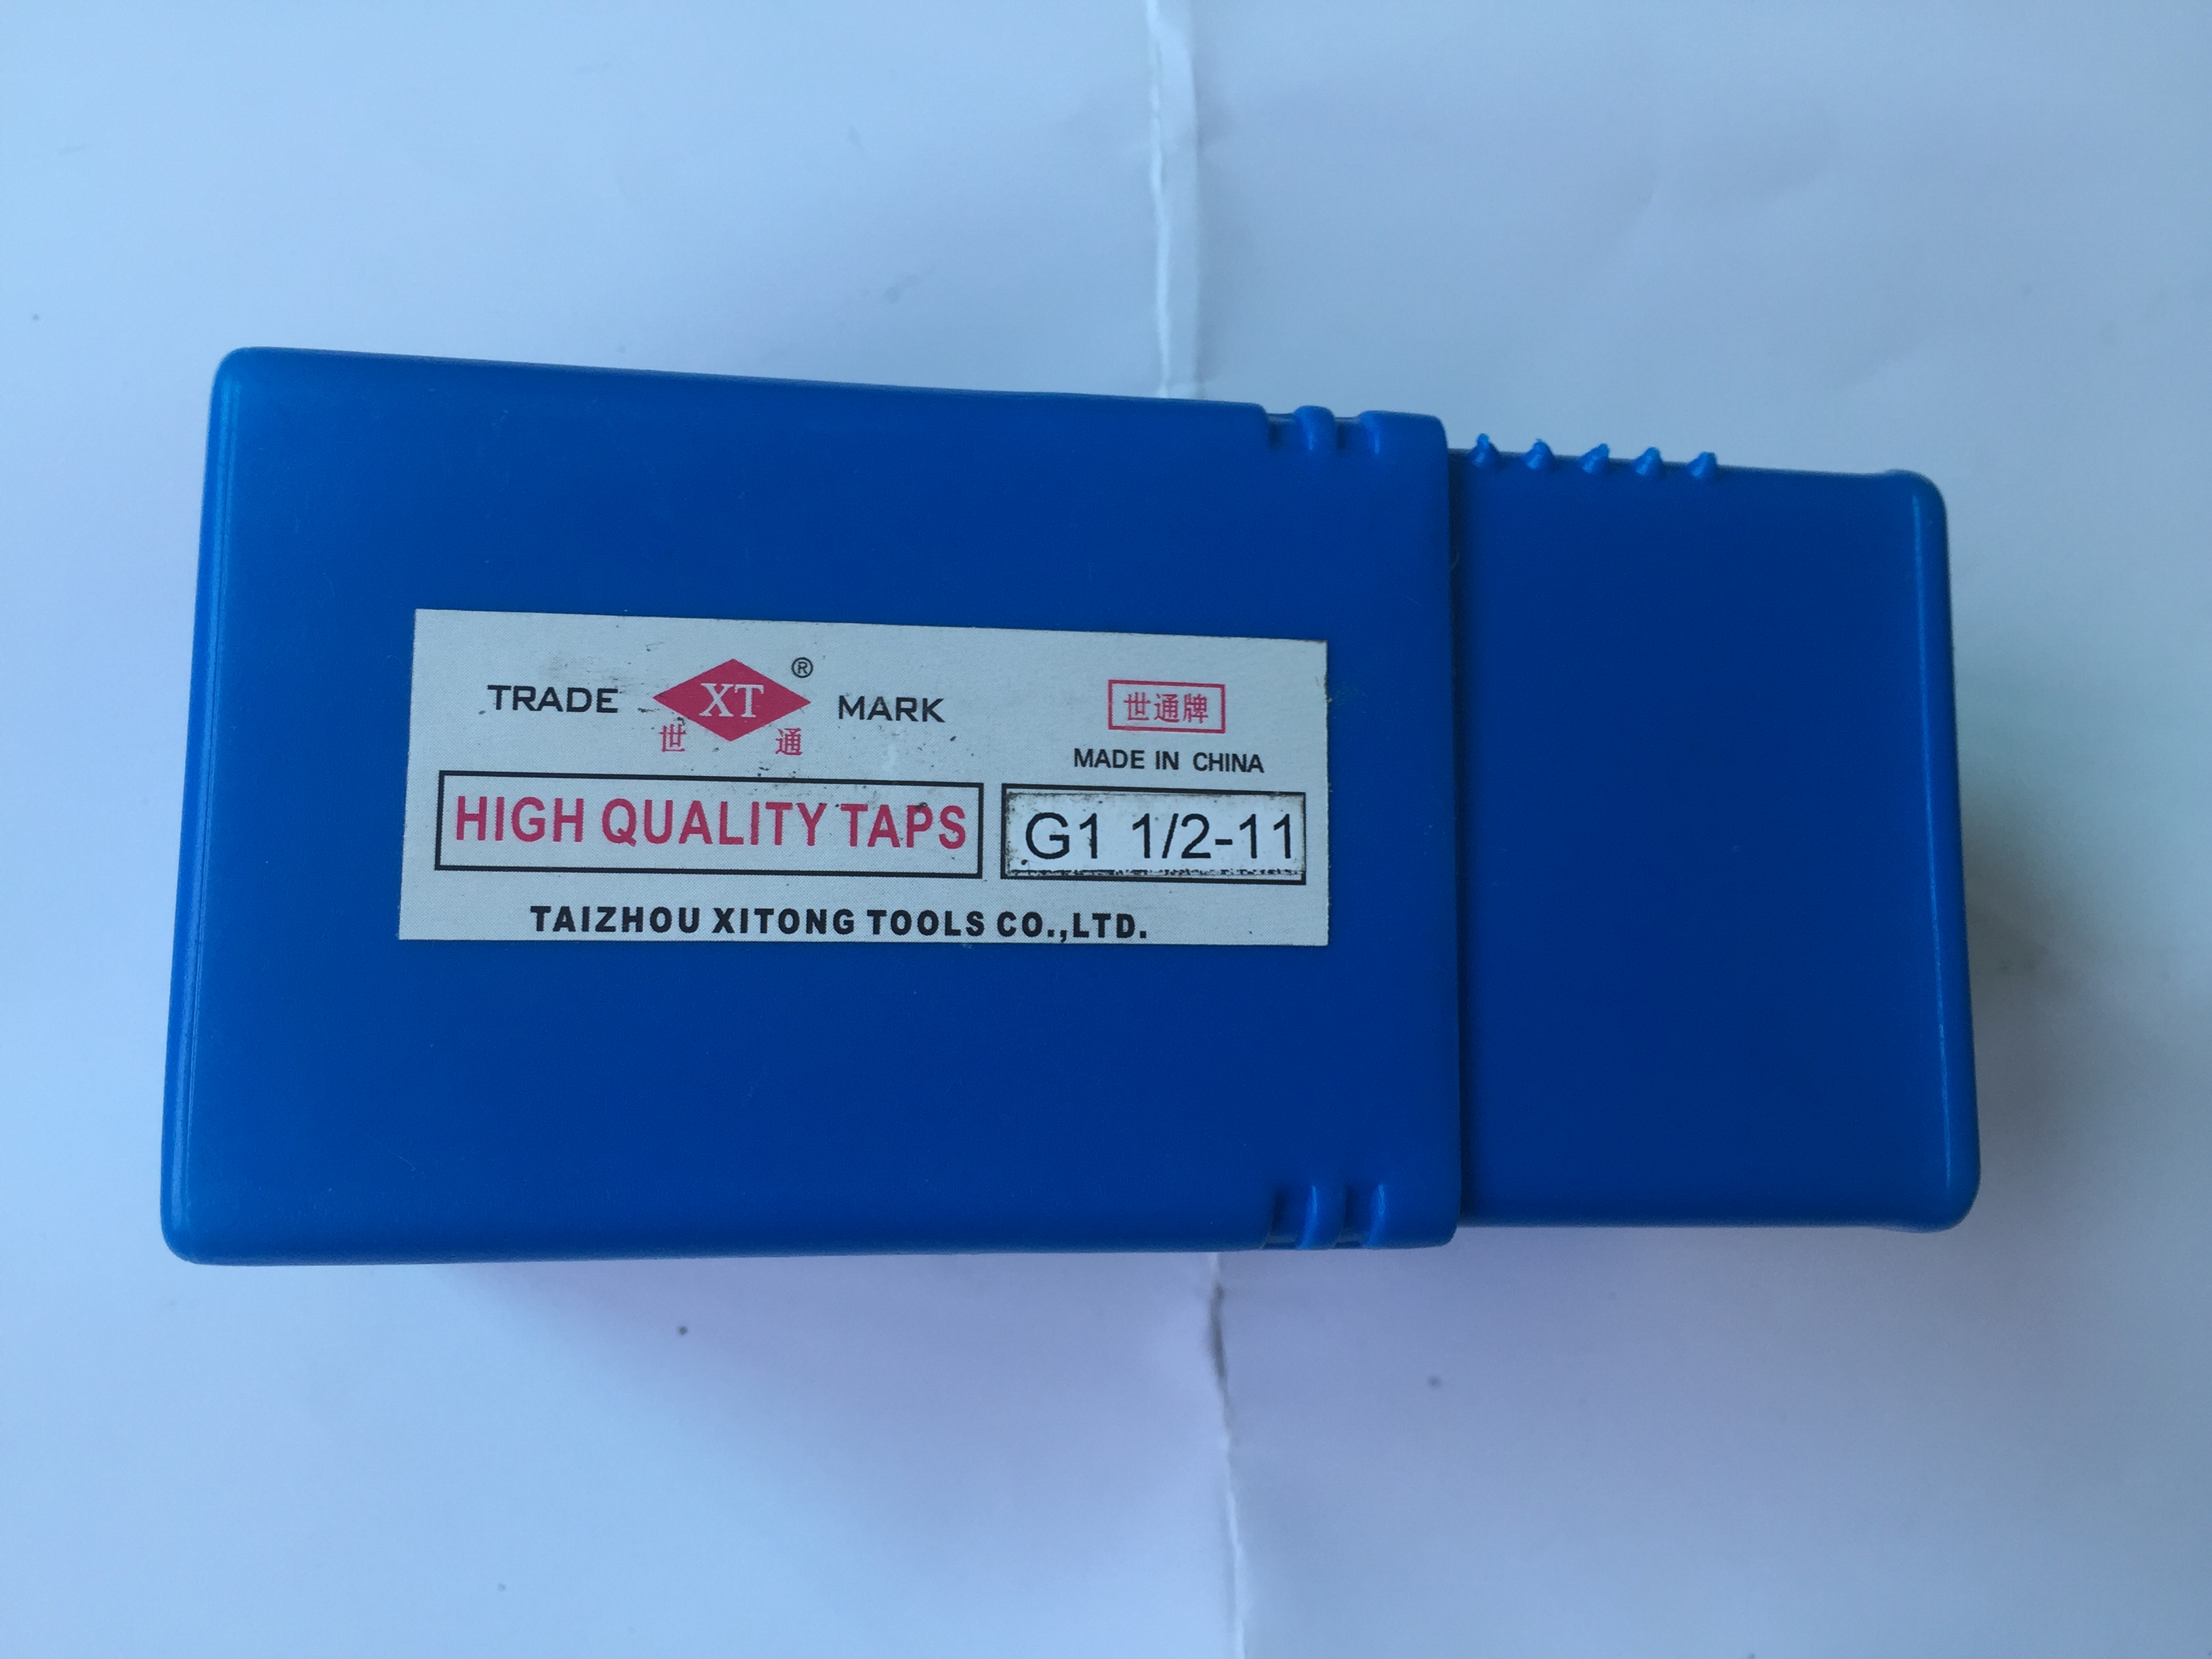 TRADE XT® MARK
世 通
世通牌
MADE IN CHINA
HIGH QUALITY TAPS
G1 1/2-11
TAIZHOU XITONG TOOLS CO.,LTD.